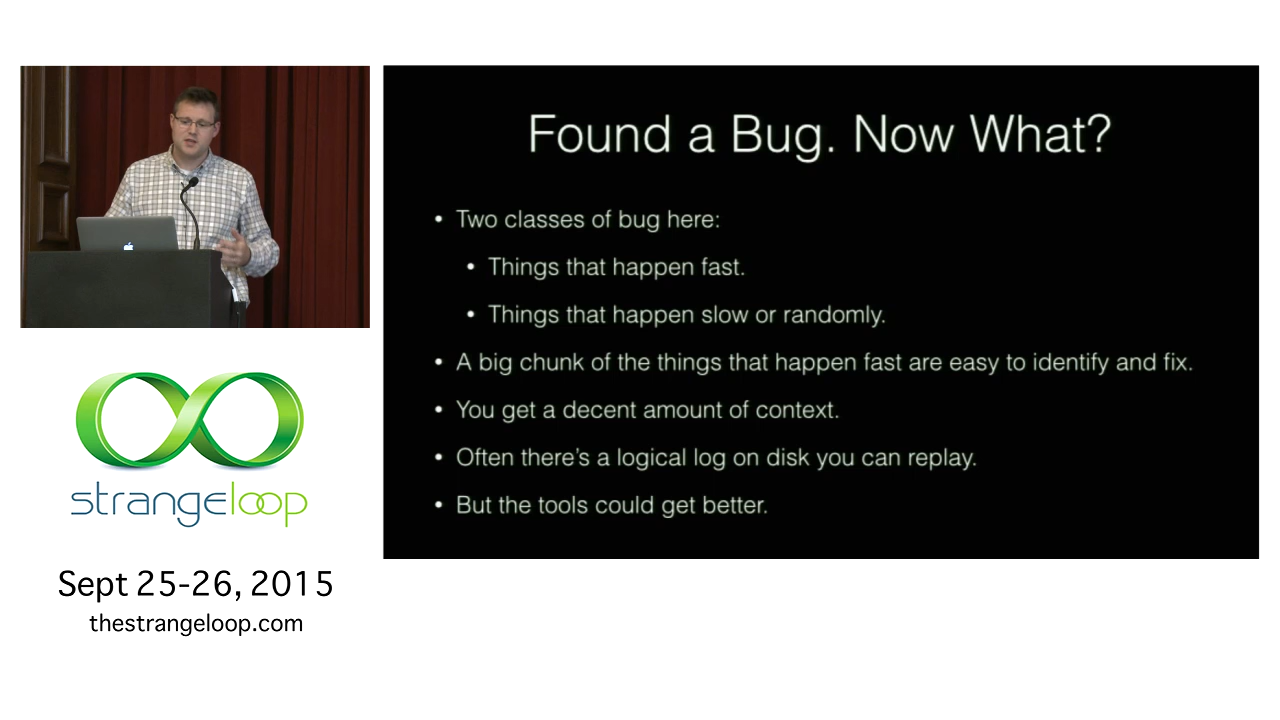 Found a Bug. Now What?
• Two classes of bug here:
• Things that happen fast.
• Things that happen slow or randomly.
• A big chunk of the things that happen fast are easy to identify and fix.
• You get a decent amount of context.
• Often there's a logical log on disk you can replay.
• But the tools could get better.
strangeloop
Sept 25-26, 2015
thestrangeloop.com